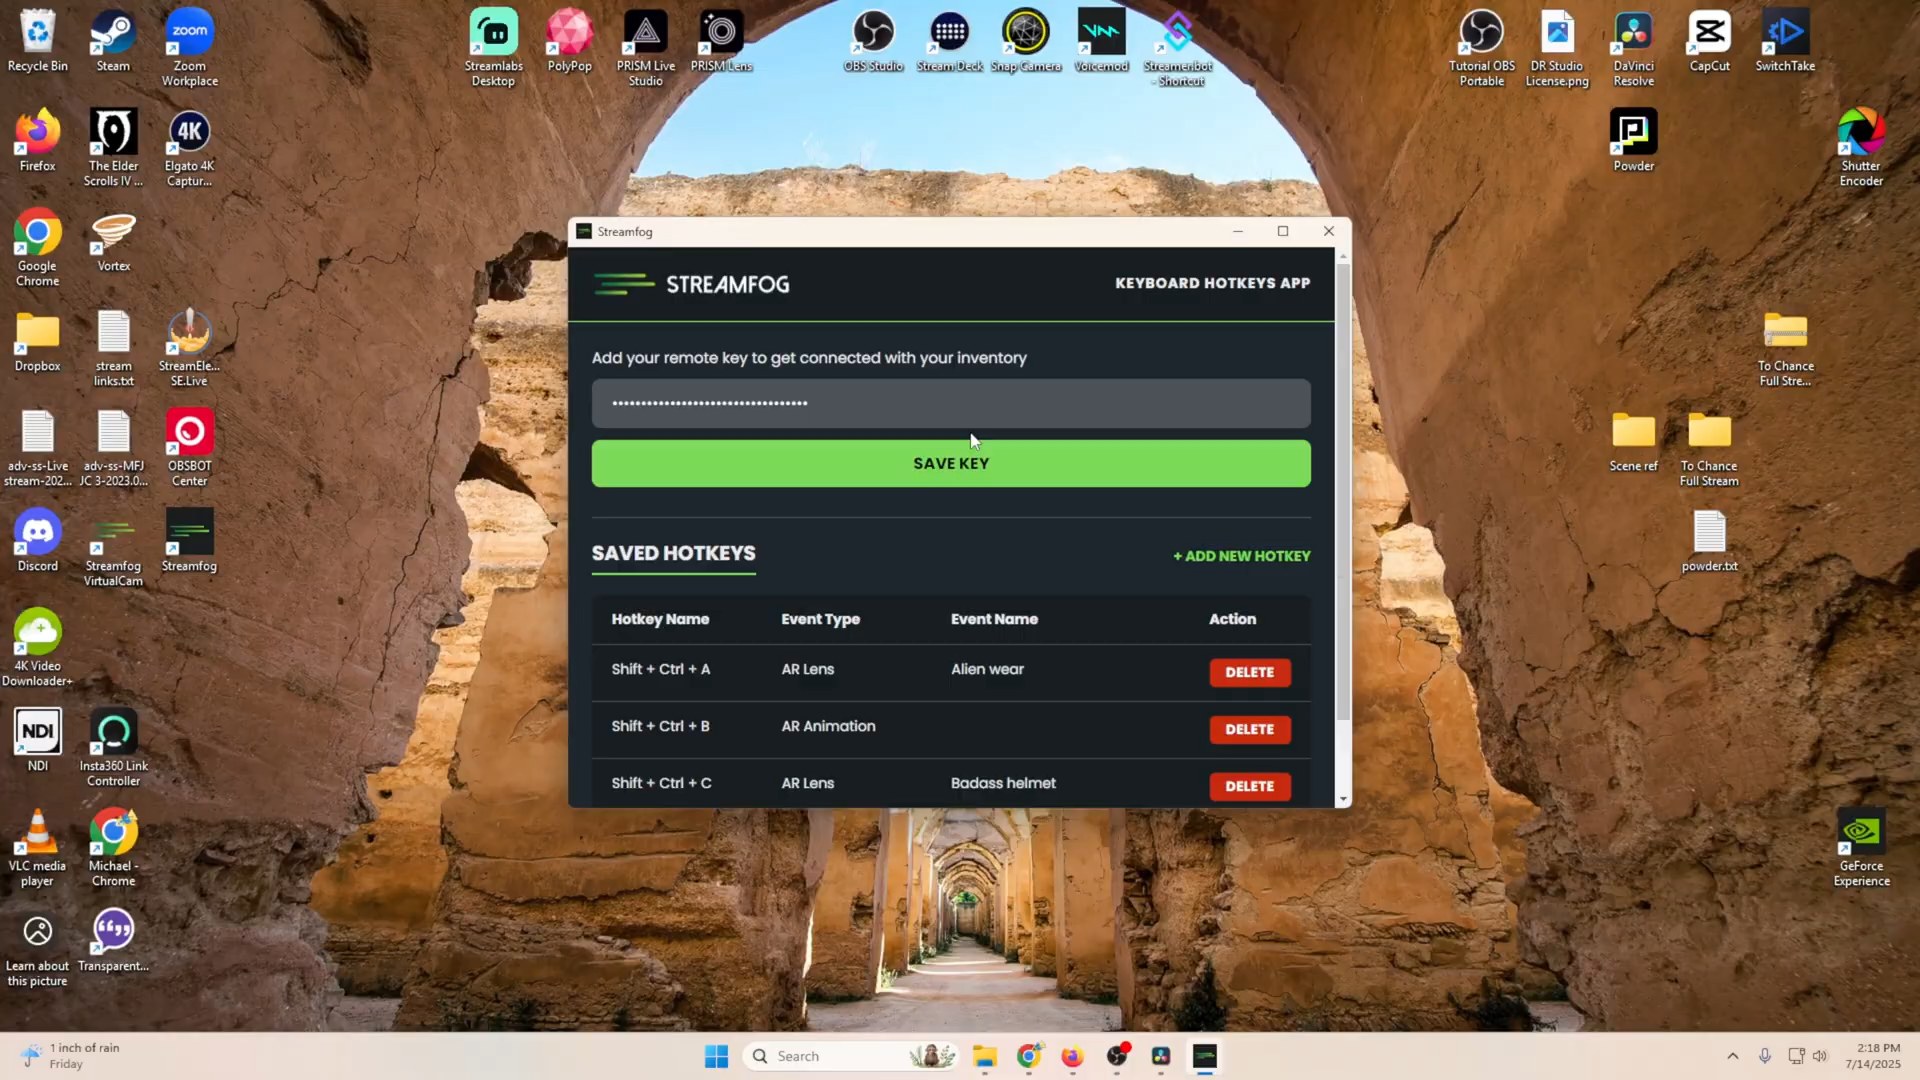 Recycle Bin
Steam
Zoom
Workplace
zoom
Streamlabs
Desktop
PolyPop
PRISM Live
Studio
PRISM Lens
OBS Studio
Stream Deck
Snap Camera
Voicemod
Streamer.bot
- Shortcut
Tutorial OBS
Portable
DR Studio
License.png
DaVinci
Resolve
CapCut
SwitchTake
Firefox
The Elder
Scrolls IV ...
4K
Elgato 4K
Captur...
Powder
Shutter
Encoder
Google
Chrome
Vortex
Dropbox
stream
links.txt
StreamEle...
SE.Live
To Chance
Full Stre...
adv-ss-Live
stream-202...
adv-ss-MFJ
JC 3-2023.0...
OBSBOT
Center
Scene ref
To Chance
Full Stream
Discord
Streamfog
VirtualCam
Streamfog
powder.txt
4K Video
Downloader+
NDI
NDI
Insta360 Link
Controller
VLC media
player
Michael -
Chrome
GeForce
Experience
Learn about
this picture
Transparent...
Streamfog
STREAMFOG
KEYBOARD HOTKEYS APP
Add your remote key to get connected with your inventory
••••••••••••••••••••••••••••••••••
SAVE KEY
SAVED HOTKEYS
+ ADD NEW HOTKEY
Hotkey Name Event Type Event Name Action
Shift + Ctrl + A AR Lens Alien wear DELETE
Shift + Ctrl + B AR Animation DELETE
Shift + Ctrl + C AR Lens Badass helmet DELETE
1 inch of rain
Friday
Search
2:18 PM
7/14/2025